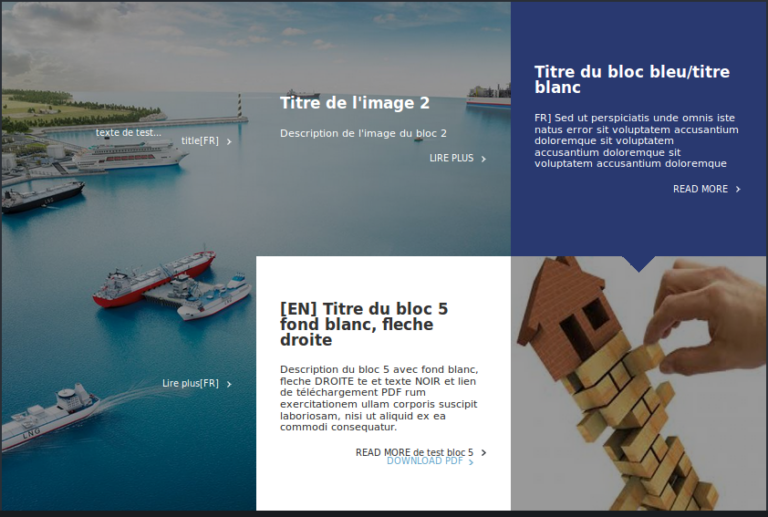 texte de test...
title[FR]
Titre de l'image 2
Description de l'image du bloc 2
LIRE PLUS
Titre du bloc bleu/titre
blanc
FR] Sed ut perspiciatis unde omnis iste
natus error sit voluptatem accusantium
doloremque sit voluptatem
accusantium doloremque sit
voluptatem accusantium doloremque
READ MORE
Lire plus[FR]
LNG
[EN] Titre du bloc 5
fond blanc, fleche
droite
Description du bloc 5 avec fond blanc,
fleche DROITE te et texte NOIR et lien
de téléchargement PDF rum
exercitationem ullam corporis suscipit
laboriosam, nisi ut aliquid ex ea
commodi consequatur.
READ MORE de test bloc 5
DOWNLOAD PDF